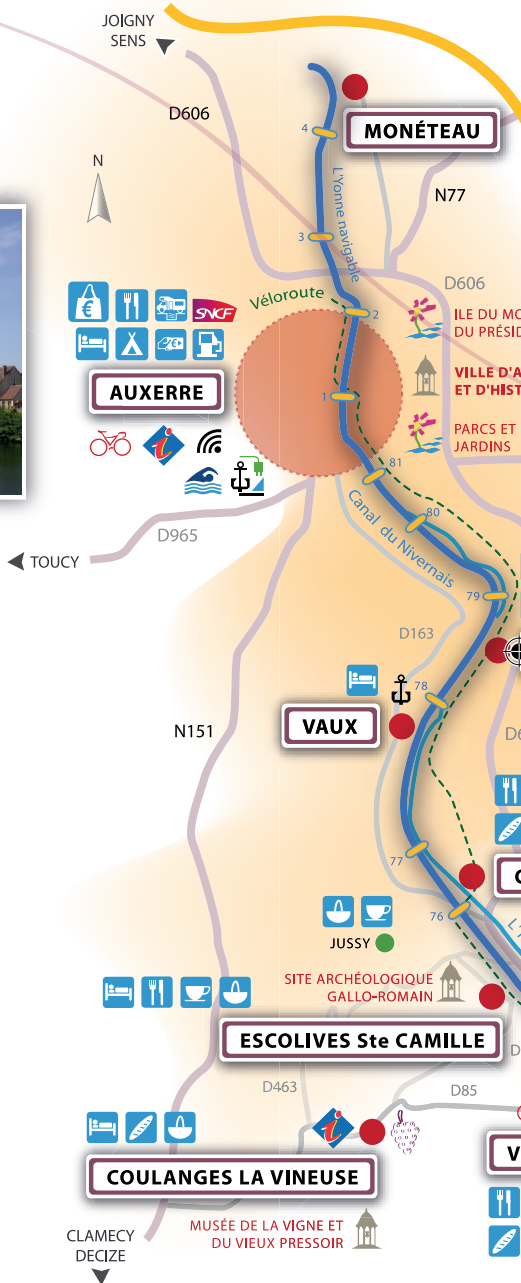 JOIGNY
SENS
D606
MONÉTEAU
4
N
N77
L'Yonne navigable
3
D606
Véloroute
2
SNCF
€
ILE DU
DU
AUXERRE
VILLE
ET
1
PARCS ET
JARDINS
i
81
80
Canal du Nivernais
D965
TOUCY
79
D163
78
VAUX
N151
77
76
JUSSY
SITE ARCHÉOLOGIQUE
GALLO-ROMAIN
ESCOLIVES Ste CAMILLE
D463
D85
i
COULANGES LA VINEUSE
MUSÉE DE LA VIGNE ET
DU VIEUX PRESSOIR
CLAMECY
DECIZE